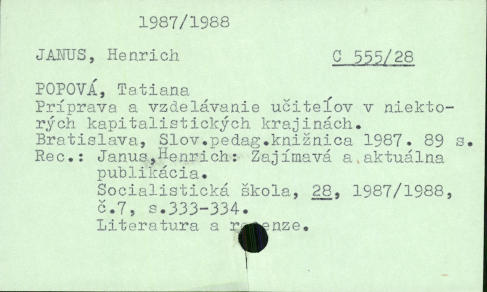 1987/1988
JANUS, Henrich C 555/28
POPOVÁ, Tatiana
Príprava a vzdelávanie učiteľov v niekto-
rých kapitalistických krajinách.
Bratislava, Slov.pedag.knižnica 1987. 89 s.
Rec.: Janus,Henrich: Zajímavá a aktuálna
publikácia.
Socialistická škola, 28, 1987/1988,
č.7, s.333-334.
Literatura a recenze.